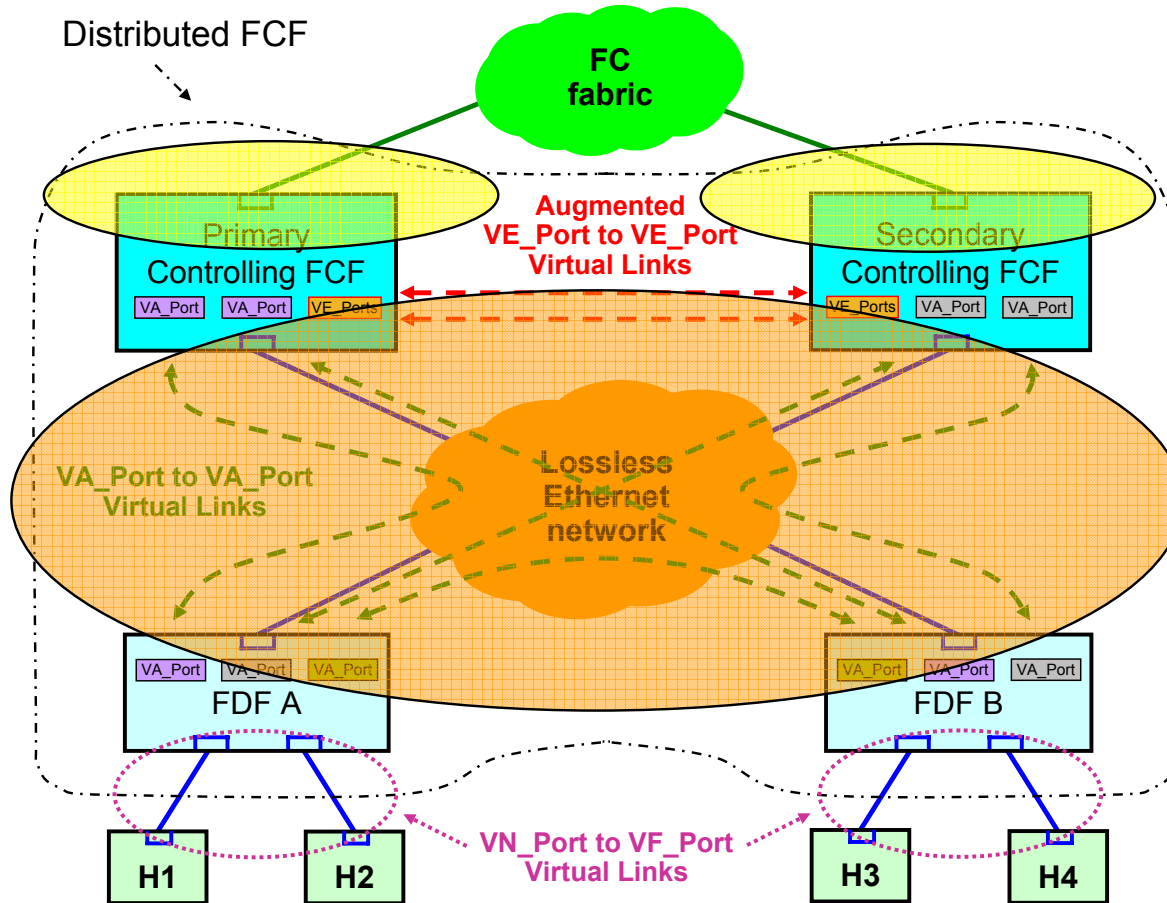 Distributed FCF
FC
fabric
Augmented
VE_Port to VE_Port
Virtual Links
Primary
Controlling FCF
VA_Port VA_Port VE_Ports
Secondary
Controlling FCF
VE_Ports VA_Port VA_Port
VA_Port to VA_Port
Virtual Links
Lossless
Ethernet
network
VA_Port VA_Port VA_Port
FDF A
VA_Port VA_Port VA_Port
FDF B
H1
H2
VN_Port to VF_Port
Virtual Links
H3
H4